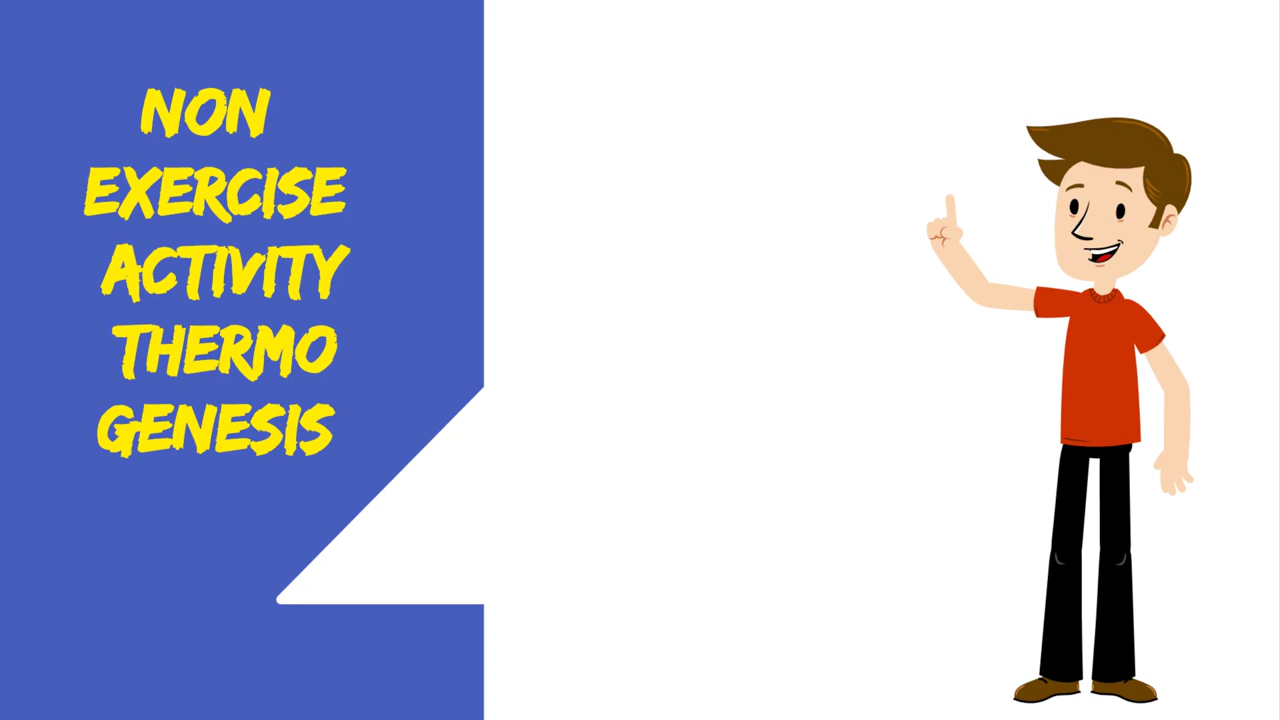 NON
EXERCISE
ACTIVITY
THERMO
GENESIS